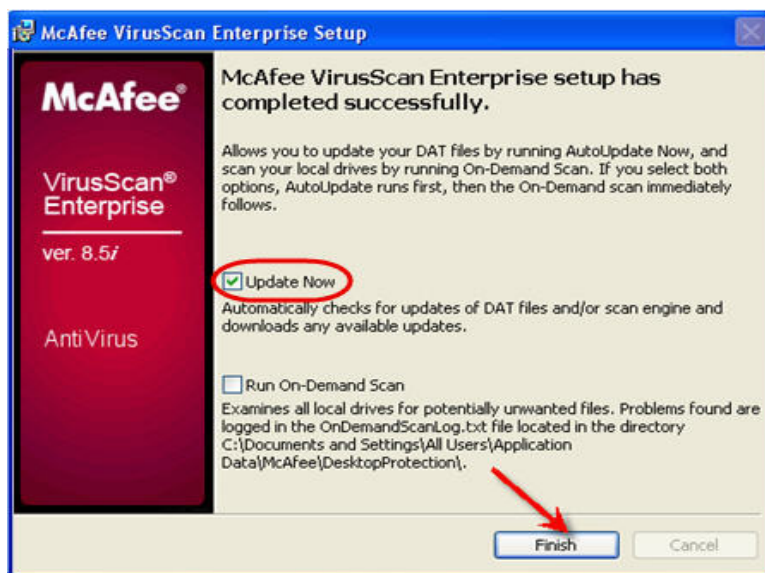 McAfee VirusScan Enterprise Setup
McAfee®
VirusScan®
Enterprise
ver. 8.5i
AntiVirus
McAfee VirusScan Enterprise setup has
completed successfully.
Allows you to update your DAT files by running AutoUpdate Now, and
scan your local drives by running On-Demand Scan. If you select both
options, AutoUpdate runs first, then the On-Demand scan immediately
follows.
Update Now
Automatically checks for updates of DAT files and/or scan engine and
downloads any available updates.
Run On-Demand Scan
Examines all local drives for potentially unwanted files. Problems found are
logged in the OnDemandScanLog.txt file located in the directory
C:\Documents and Settings\All Users\Application
Data\McAfee\DesktopProtection\.
Finish
Cancel